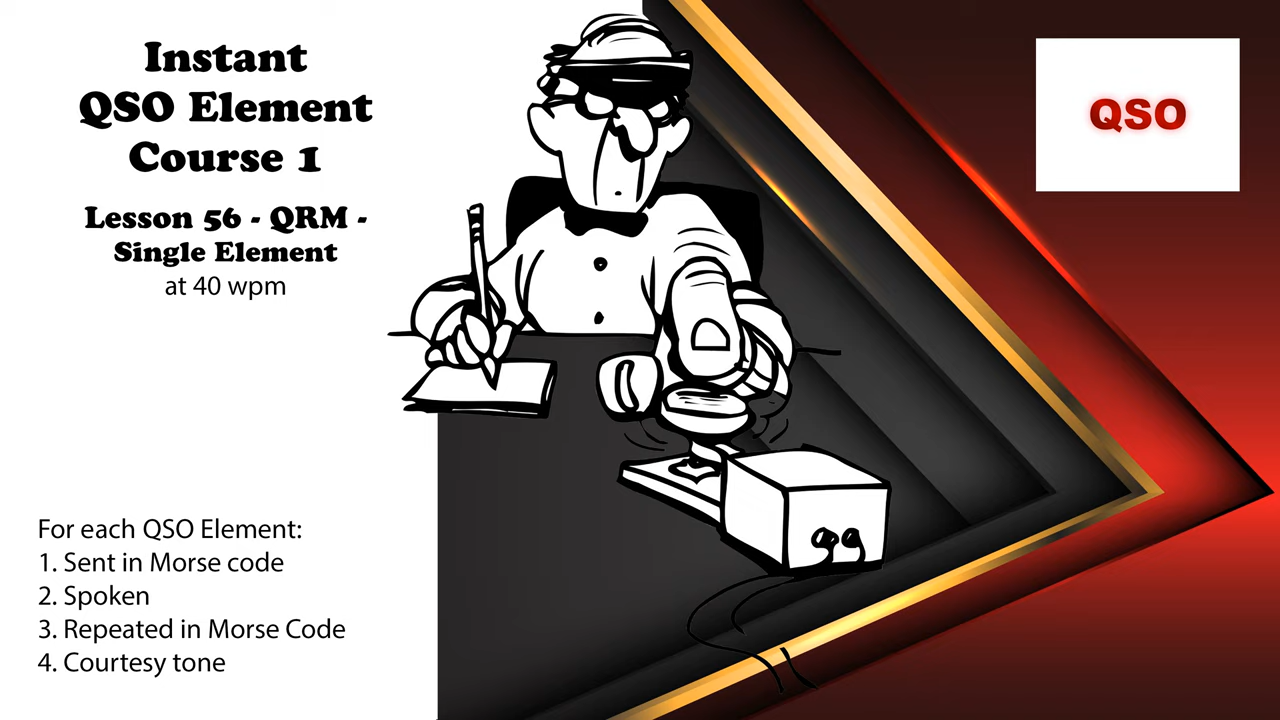 Instant
QSO Element
Course 1
Lesson 56 - QRM -
Single Element
at 40 wpm
QSO
For each QSO Element:
1. Sent in Morse code
2. Spoken
3. Repeated in Morse Code
4. Courtesy tone